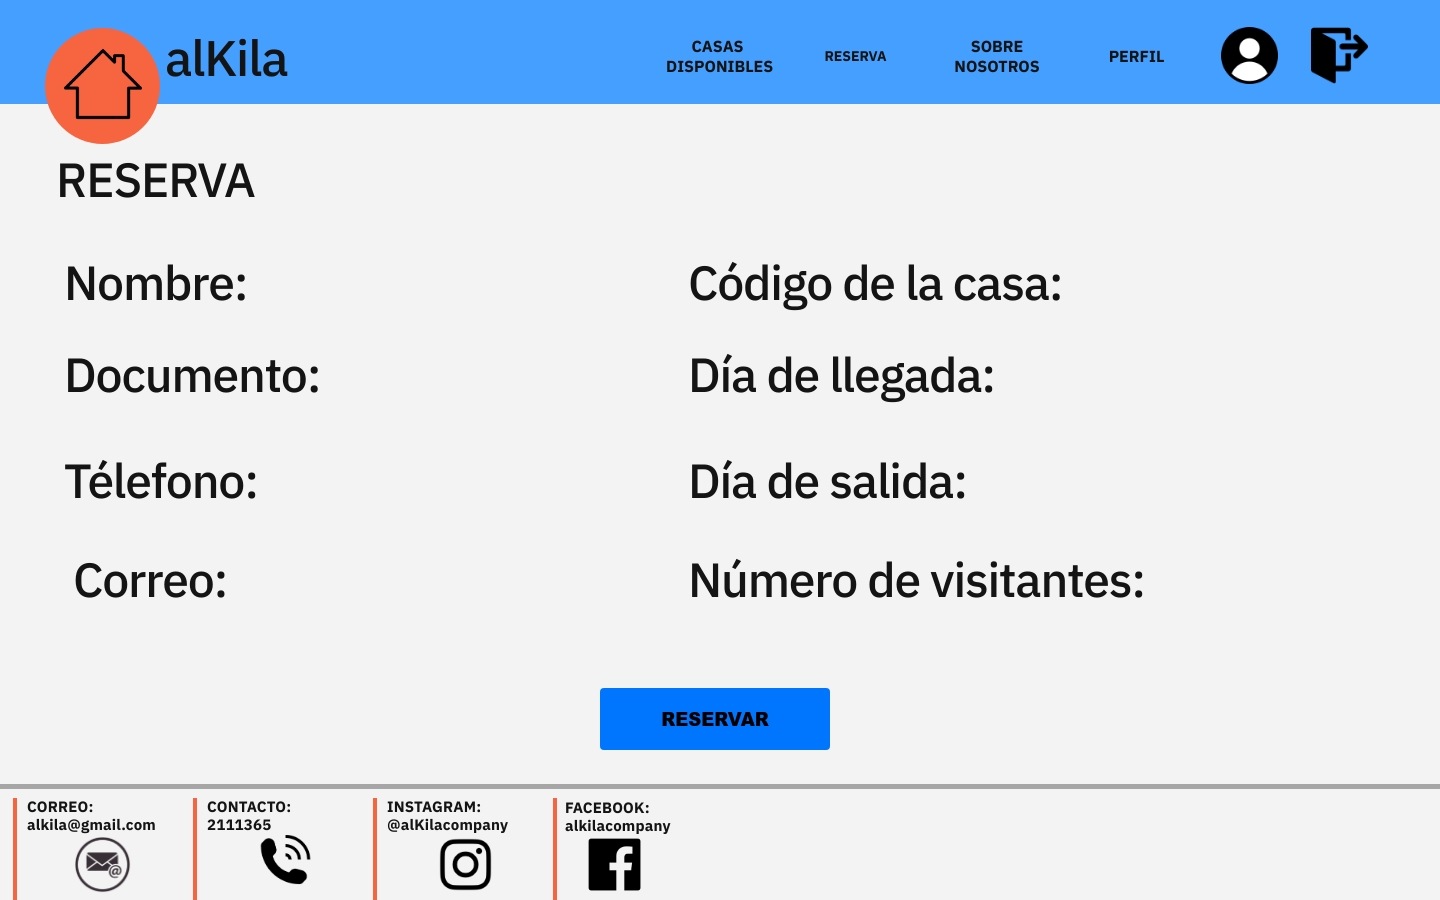 alKila
CASAS
DISPONIBLES
RESERVA
SOBRE
NOSOTROS
PERFIL
RESERVA
Nombre:
Código de la casa:
Documento:
Día de llegada:
Télefono:
Día de salida:
Correo:
Número de visitantes:
RESERVAR
CORREO:
alkila@gmail.com
CONTACTO:
2111365
INSTAGRAM:
@alKilacompany
FACEBOOK:
alkilacompany